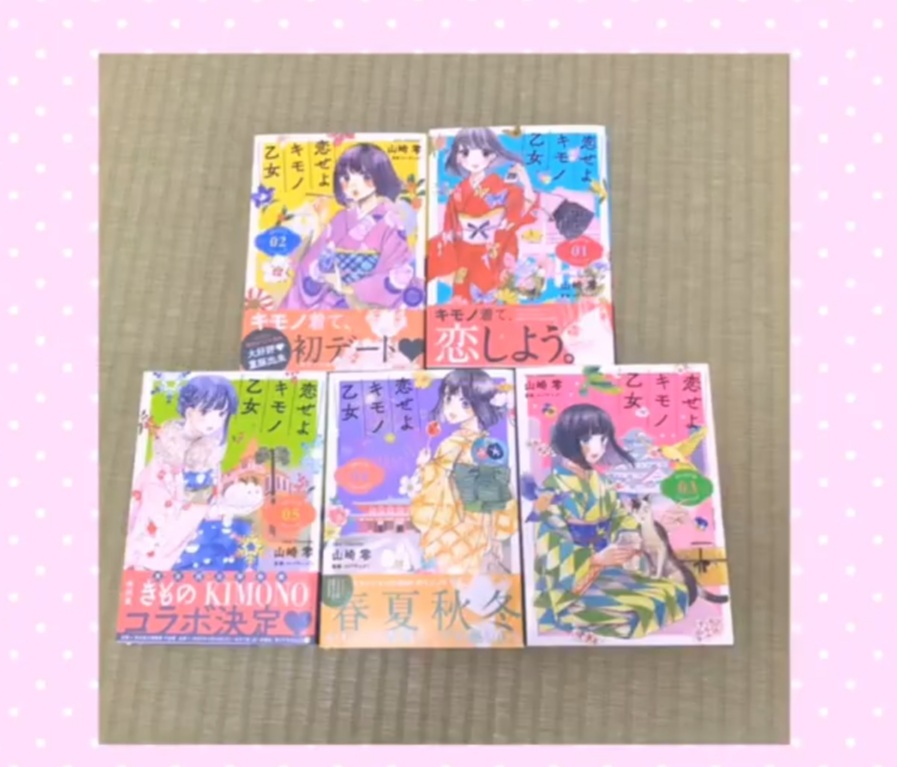 恋せよ
キモノ
乙女
山崎 零
02
キモノ着て、
初デート♥
大好評♥
恋せよ
キモノ
乙女
01
山崎 零
キモノ着て、
恋しよう。
恋せよ
キモノ
乙女
05
山崎 零
きもの KIMONO
コラボ決定♥
恋せよ
キモノ
乙女
山崎 零
春夏秋冬
恋せよ
キモノ
乙女
山崎 零
03